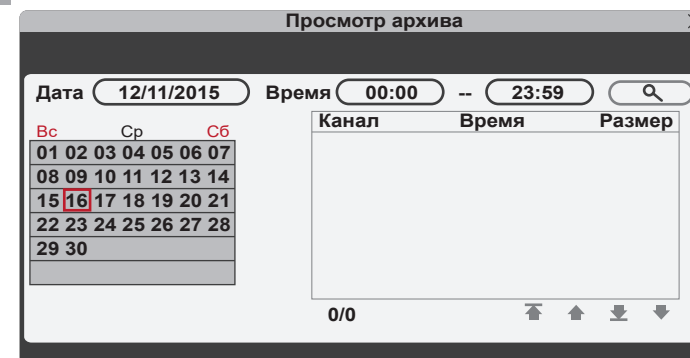 Просмотр архива
Дата 12/11/2015 Время 00:00 -- 23:59
Канал Время Размер
Вс Ср Сб
01 02 03 04 05 06 07
08 09 10 11 12 13 14
15 16 17 18 19 20 21
22 23 24 25 26 27 28
29 30
0/0